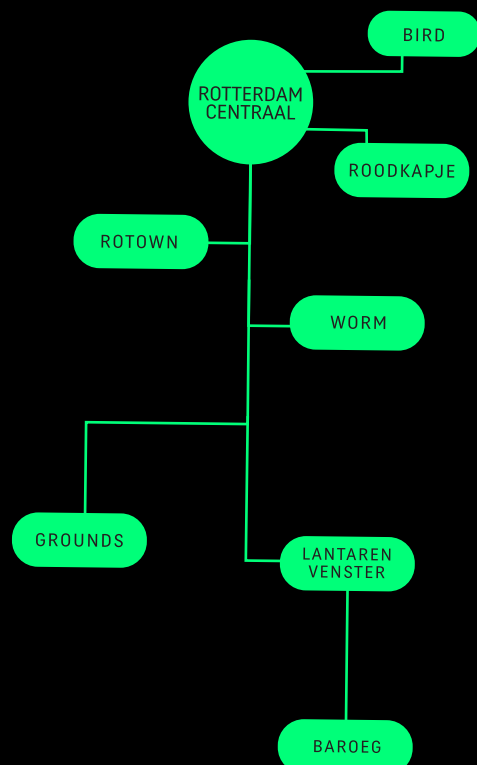 BIRD
ROTTERDAM
CENTRAAL
ROODKAPJE
ROTOWN
WORM
GROUNDS
LANTAREN
VENSTER
BAROEG